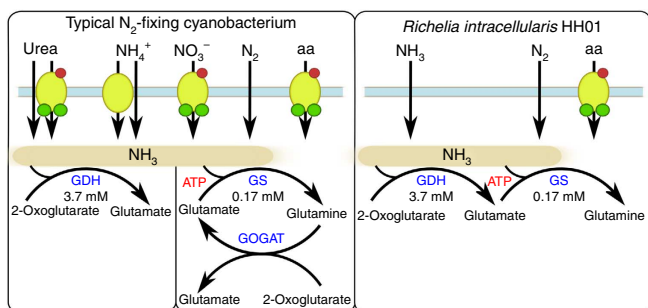 Typical N₂-fixing cyanobacterium
Urea NH₄⁺ NO₃⁻ N₂ aa
NH₃
GDH
3.7 mM
2-Oxoglutarate
Glutamate
ATP
GS
0.17 mM
Glutamate
Glutamine
GOGAT
Glutamate
2-Oxoglutarate
Richelia intracellularis HH01
NH₃ N₂ aa
NH₃
GDH
3.7 mM
2-Oxoglutarate
Glutamate
ATP
GS
0.17 mM
Glutamine